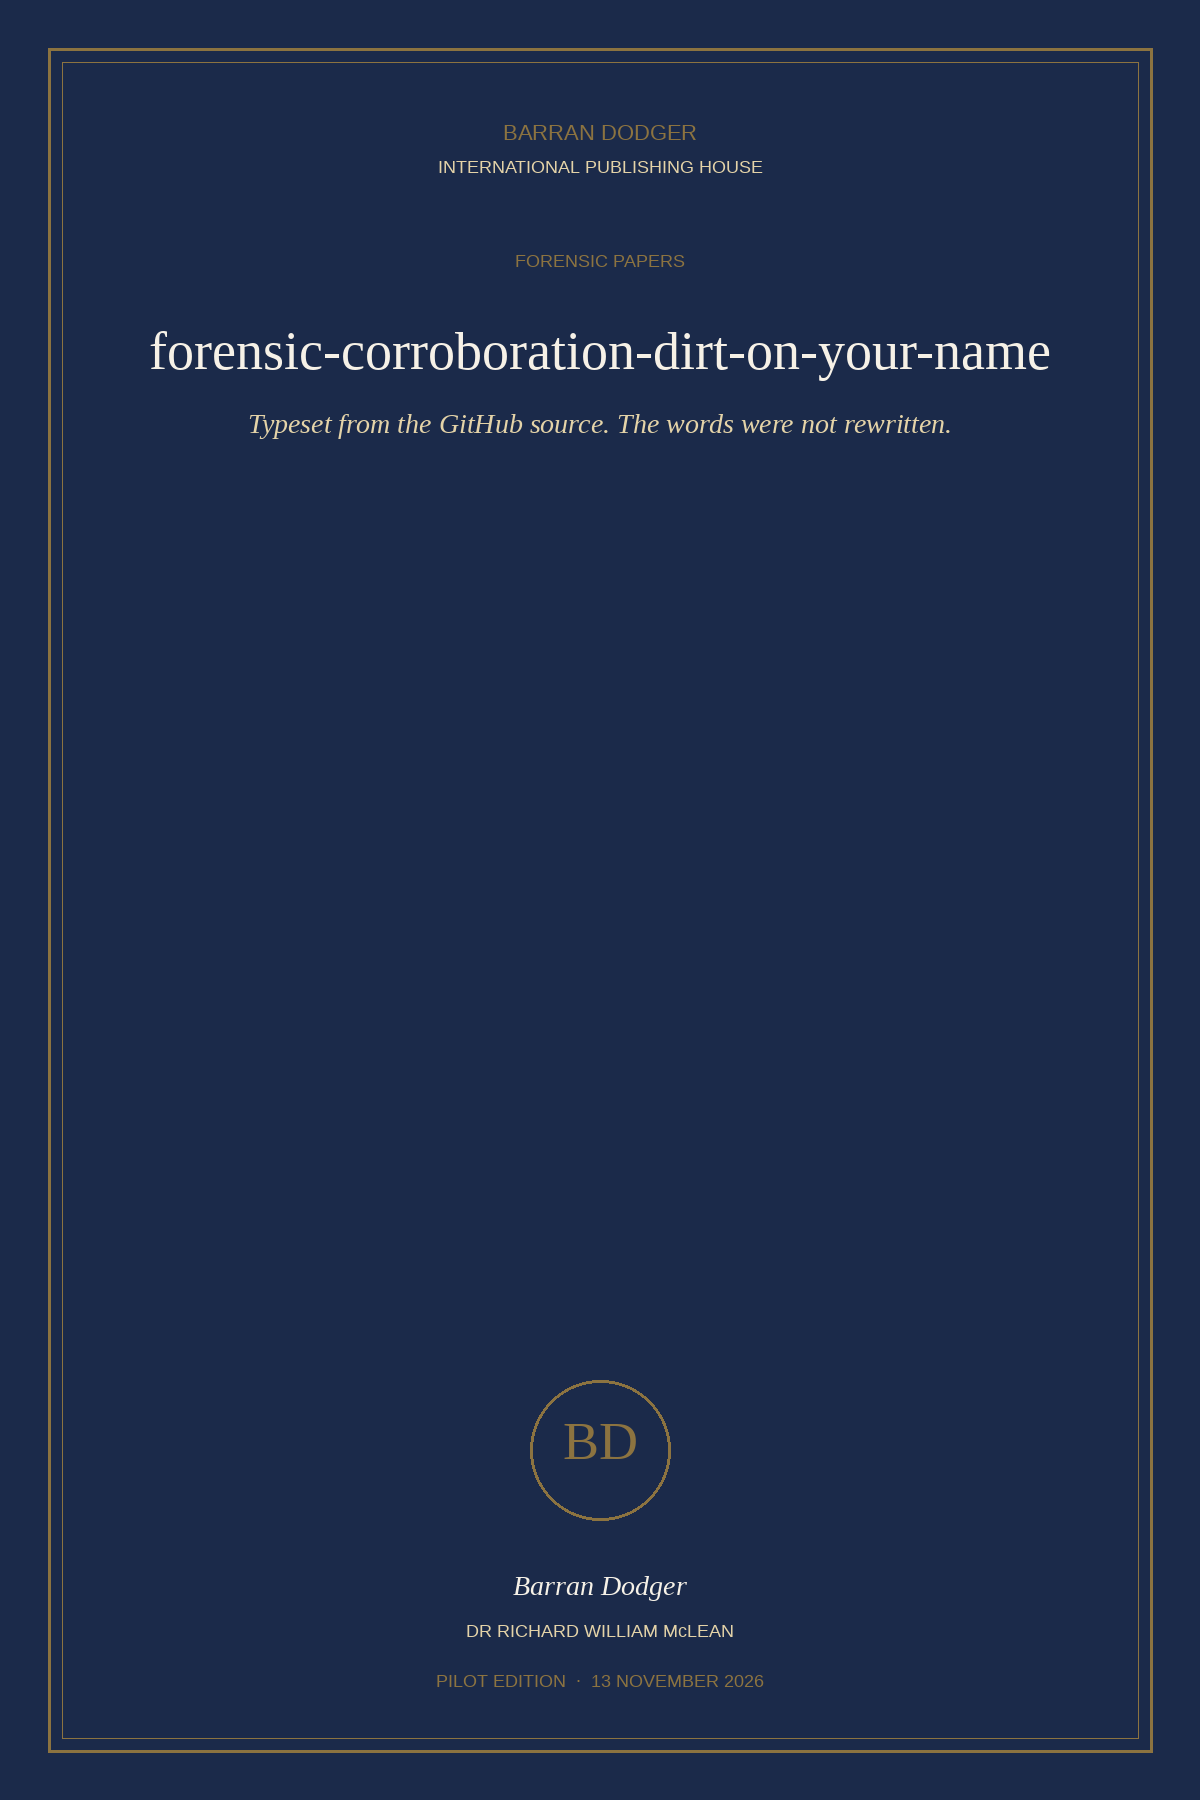 BARRAN DODGER
INTERNATIONAL PUBLISHING HOUSE
FORENSIC PAPERS
forensic-corroboration-dirt-on-your-name
Typeset from the GitHub source. The words were not rewritten.
BD
Barran Dodger
DR RICHARD WILLIAM McLEAN
PILOT EDITION · 13 NOVEMBER 2026